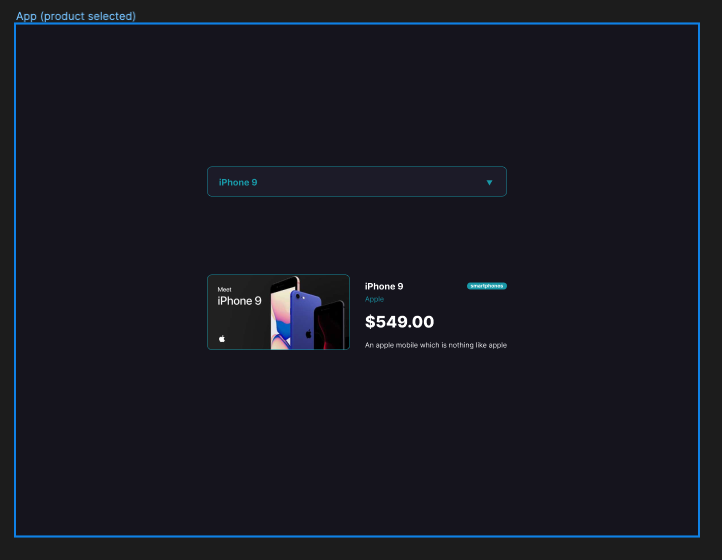 App (product selected)
iPhone 9
Meet
iPhone 9
iPhone 9
smartphones
Apple
$549.00
An apple mobile which is nothing like apple